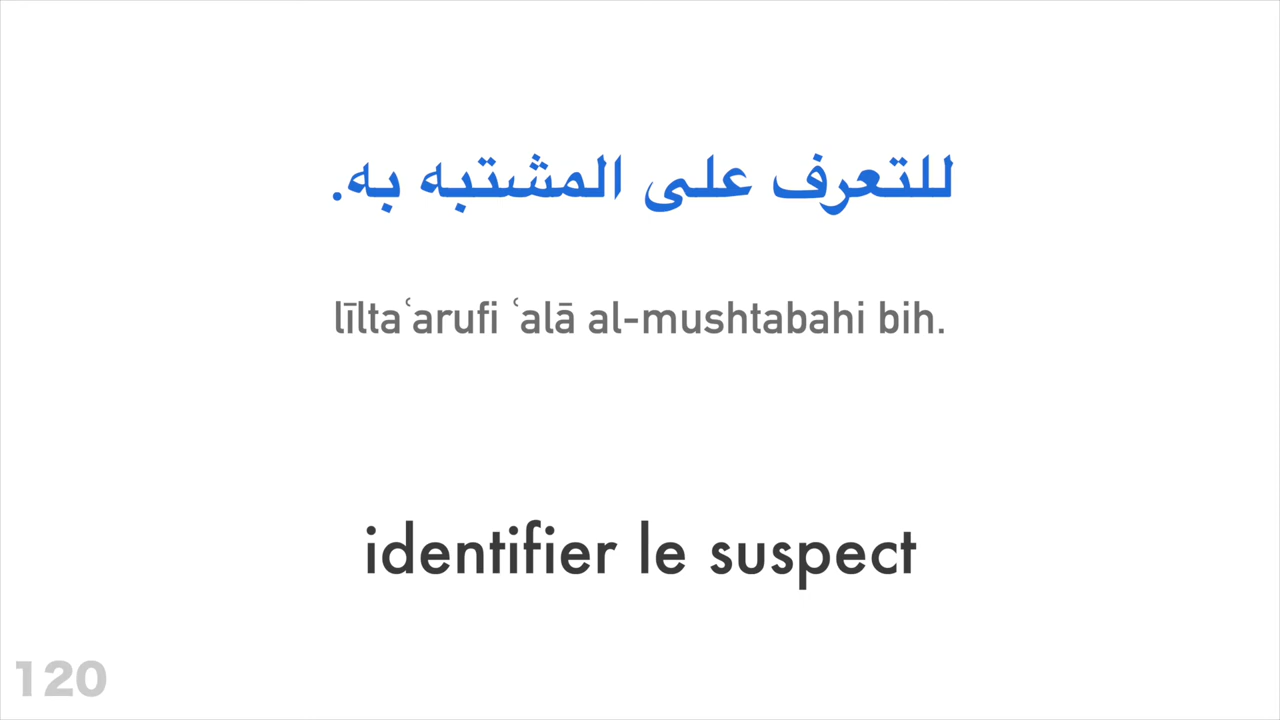 للتعرف على المشتبه به.
līltaʿarufi ʿalā al-mushtabahi bih.
identifier le suspect
120